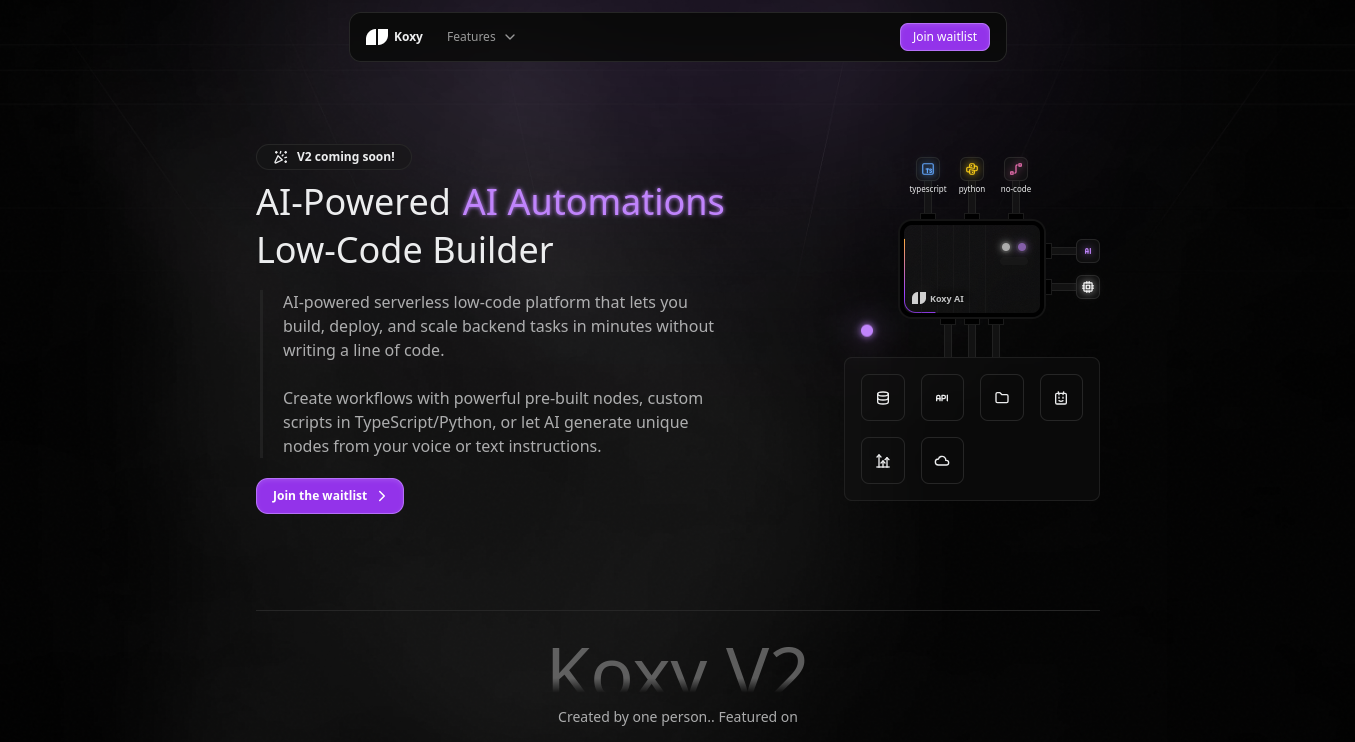 Koxy
Features
Join waitlist
V2 coming soon!
AI-Powered AI Automations
Low-Code Builder
AI-powered serverless low-code platform that lets you
build, deploy, and scale backend tasks in minutes without
writing a line of code.
Create workflows with powerful pre-built nodes, custom
scripts in TypeScript/Python, or let AI generate unique
nodes from your voice or text instructions.
Join the waitlist
TS
typescript
python
no-code
AI
Koxy AI
API
Koxy V2
Created by one person.. Featured on